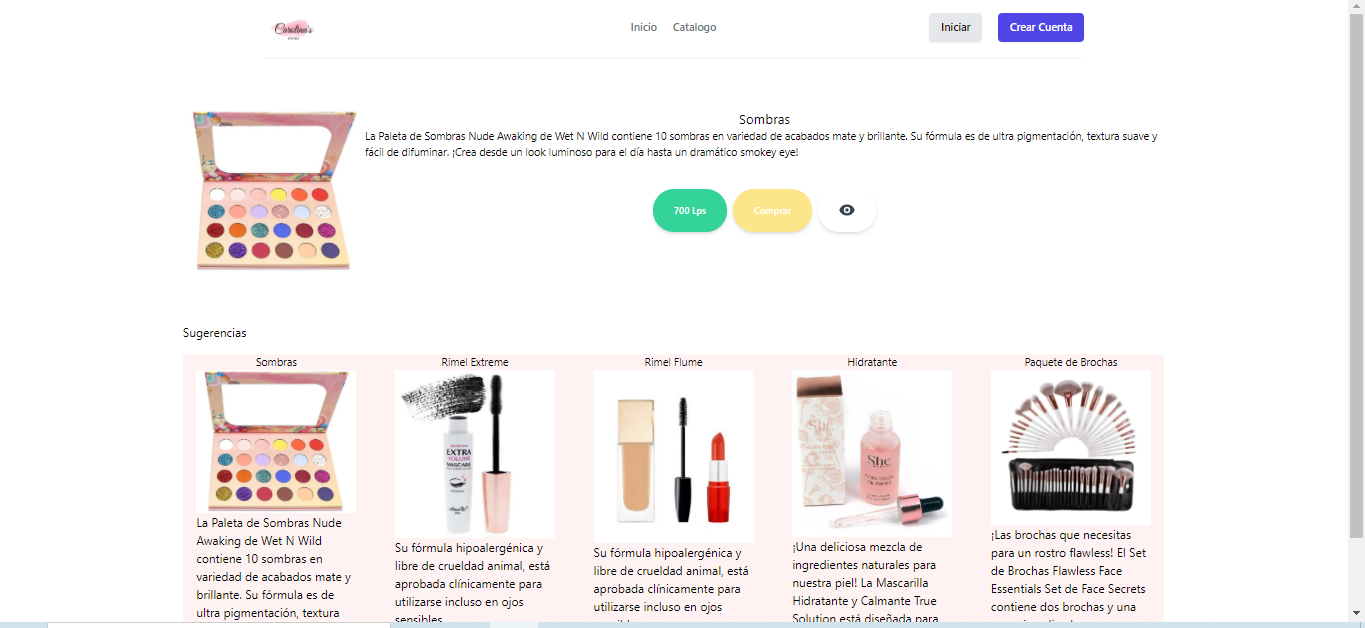 Carolina's
Inicio
Catalogo
Iniciar
Crear Cuenta
Sombras
La Paleta de Sombras Nude Awaking de Wet N Wild contiene 10 sombras en variedad de acabados mate y brillante. Su fórmula es de ultra pigmentación, textura suave y
fácil de difuminar. ¡Crea desde un look luminoso para el día hasta un dramático smokey eye!
700 Lps
Comprar
Sugerencias
Sombras
La Paleta de Sombras Nude
Awaking de Wet N Wild
contiene 10 sombras en
variedad de acabados mate y
brillante. Su fórmula es de
ultra pigmentación, textura
Rimel Extreme
EXTRA
VOLUME
MASCARA
Su fórmula hipoalergénica y
libre de crueldad animal, está
aprobada clínicamente para
utilizarse incluso en ojos
sensibles
Rimel Flume
Su fórmula hipoalergénica y
libre de crueldad animal, está
aprobada clínicamente para
utilizarse incluso en ojos
Hidratante
She
She
¡Una deliciosa mezcla de
ingredientes naturales para
nuestra piel! La Mascarilla
Hidratante y Calmante True
Solution está diseñada para
Paquete de Brochas
¡Las brochas que necesitas
para un rostro flawless! El Set
de Brochas Flawless Face
Essentials Set de Face Secrets
contiene dos brochas y una